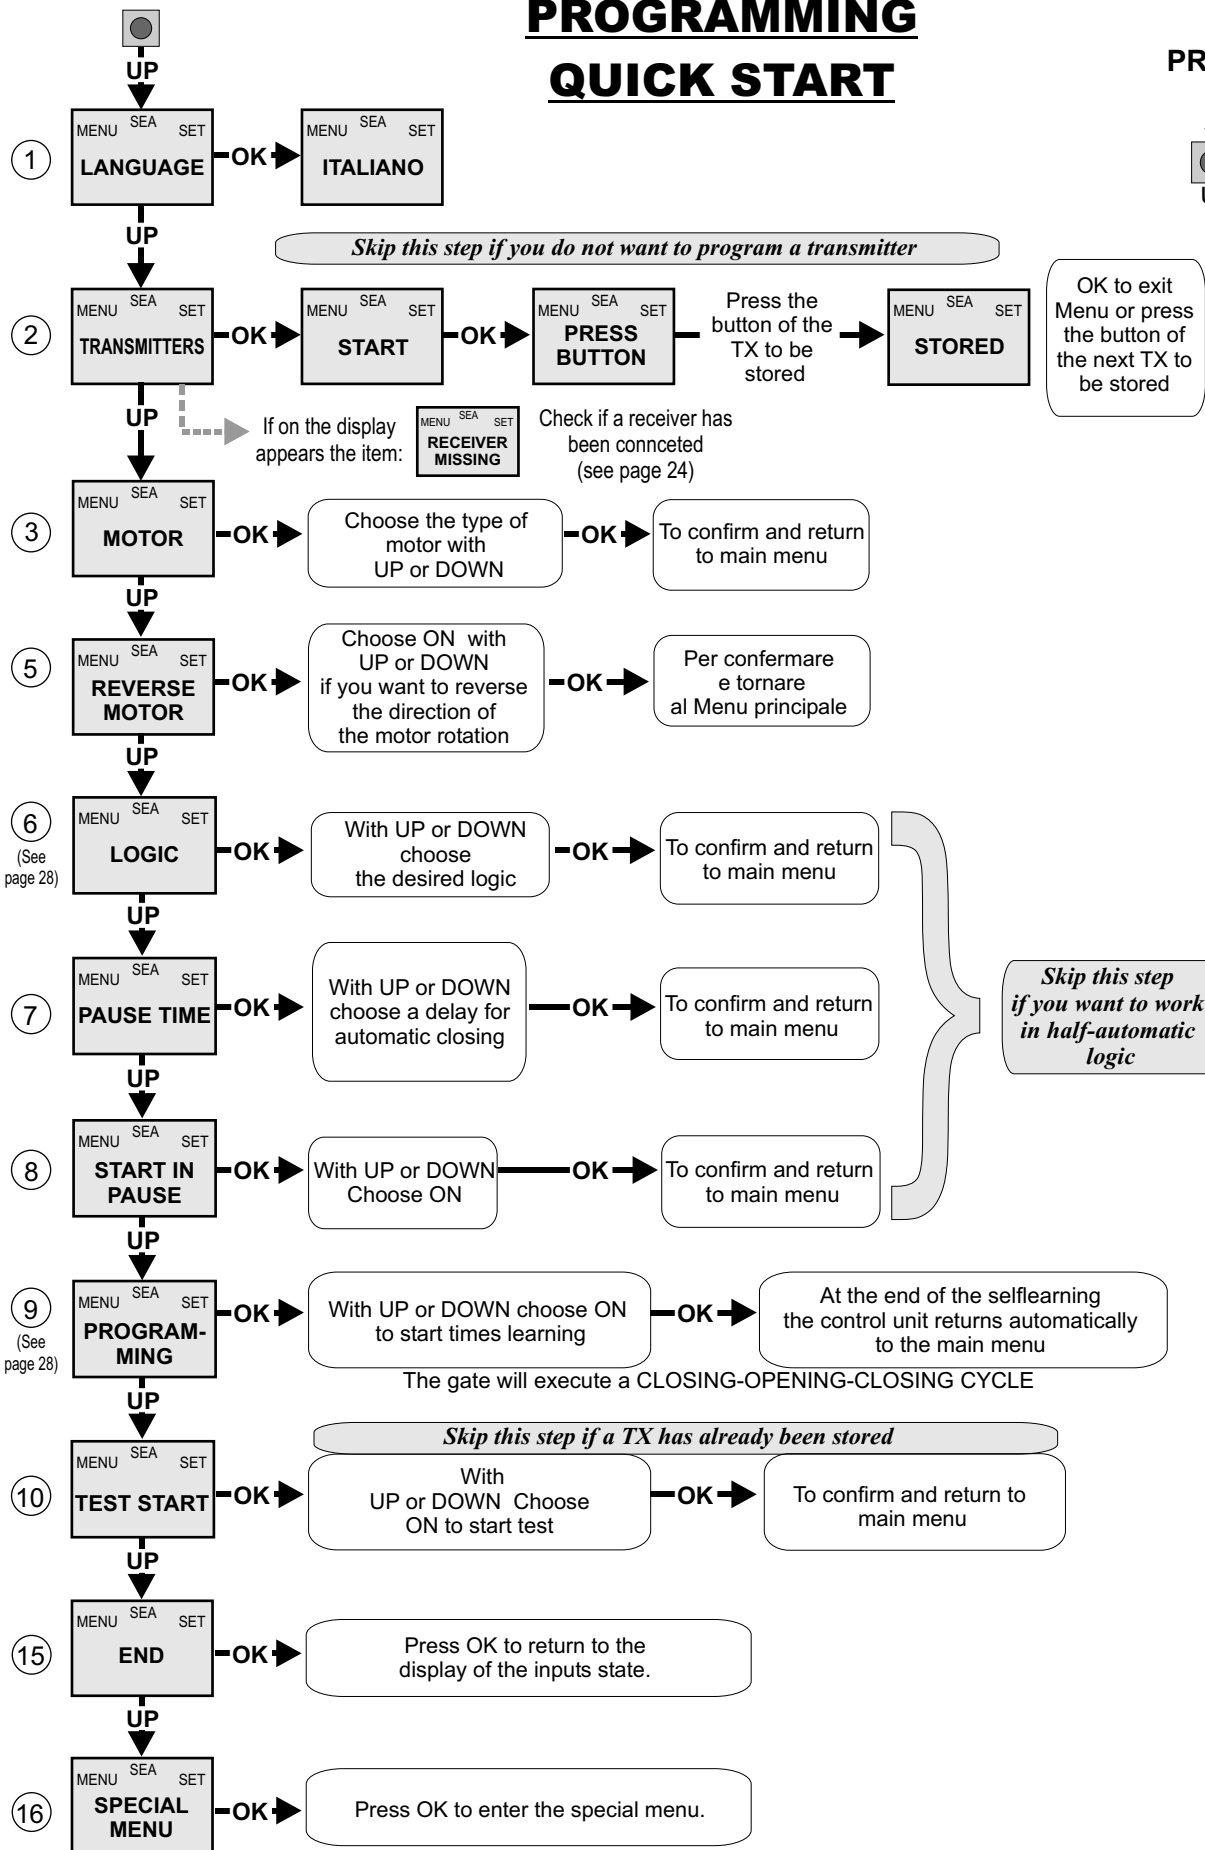 PROGRAMMING
QUICK START
PR
UP
1
MENU SEA SET
LANGUAGE
OK
MENU SEA SET
ITALIANO
UP
Skip this step if you do not want to program a transmitter
2
MENU SEA SET
TRANSMITTERS
OK
MENU SEA SET
START
OK
MENU SEA SET
PRESS
BUTTON
Press the
button of the
TX to be
stored
MENU SEA SET
STORED
OK to exit
Menu or press
the button of
the next TX to
be stored
UP
If on the display
appears the item:
MENU SEA SET
RECEIVER
MISSING
Check if a receiver has
been connceted
(see page 24)
3
MENU SEA SET
MOTOR
OK
Choose the type of
motor with
UP or DOWN
OK
To confirm and return
to main menu
UP
5
MENU SEA SET
REVERSE
MOTOR
OK
Choose ON with
UP or DOWN
if you want to reverse
the direction of
the motor rotation
OK
Per confermare
e tornare
al Menu principale
UP
6
(See
page 28)
MENU SEA SET
LOGIC
OK
With UP or DOWN
choose
the desired logic
OK
To confirm and return
to main menu
UP
7
MENU SEA SET
PAUSE TIME
OK
With UP or DOWN
choose a delay for
automatic closing
OK
To confirm and return
to main menu
Skip this step
if you want to work
in half-automatic
logic
UP
8
MENU SEA SET
START IN
PAUSE
OK
With UP or DOWN
Choose ON
OK
To confirm and return
to main menu
UP
9
(See
page 28)
MENU SEA SET
PROGRAM-
MING
OK
With UP or DOWN choose ON
to start times learning
OK
At the end of the selflearning
the control unit returns automatically
to the main menu
The gate will execute a CLOSING-OPENING-CLOSING CYCLE
UP
Skip this step if a TX has already been stored
10
MENU SEA SET
TEST START
OK
With
UP or DOWN Choose
ON to start test
OK
To confirm and return to
main menu
UP
15
MENU SEA SET
END
OK
Press OK to return to the
display of the inputs state.
UP
16
MENU SEA SET
SPECIAL
MENU
OK
Press OK to enter the special menu.